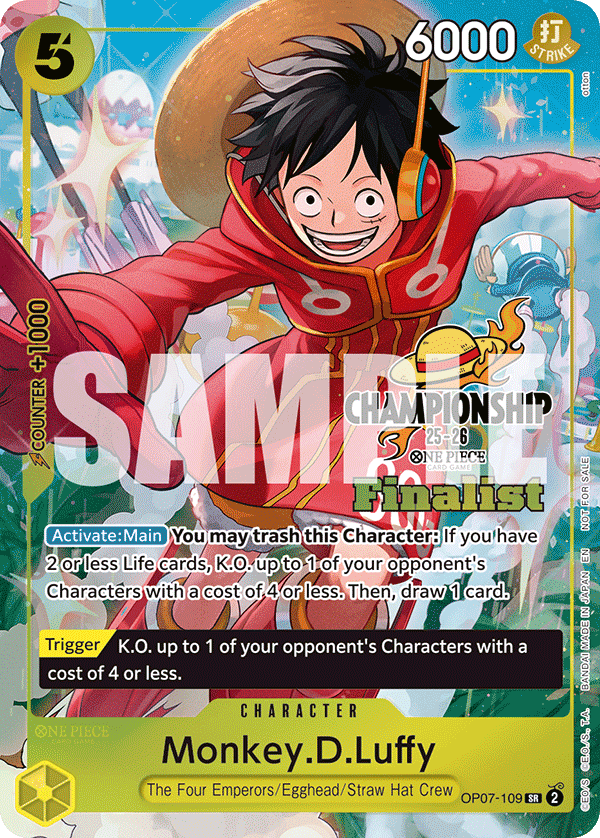 5
6000
打
STRIKE
otton
COUNTER +1000
SAMPLE
CHAMPIONSHIP
25-26
ONE PIECE
CARD GAME
Finalist
Activate:Main You may trash this Character: If you have
2 or less Life cards, K.O. up to 1 of your opponent's
Characters with a cost of 4 or less. Then, draw 1 card.
Trigger K.O. up to 1 of your opponent's Characters with a
cost of 4 or less.
CHARACTER
ONE PIECE
CARD GAME
Monkey.D.Luffy
The Four Emperors/Egghead/Straw Hat Crew
OP07-109 SR 2
©E.O/S ©E.O./S., T.A. BANDAI MADE IN JAPAN EN NOT FOR SALE